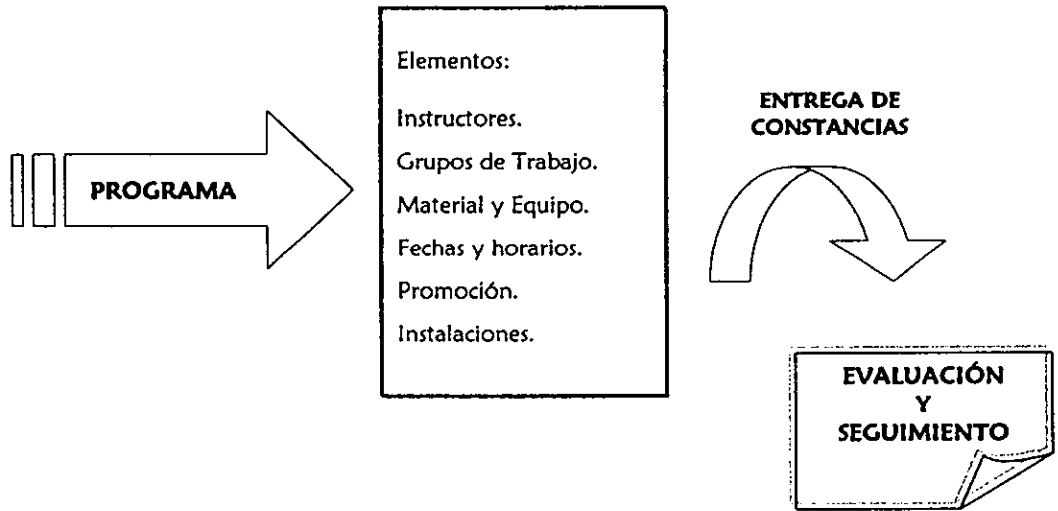 PROGRAMA
Elementos:
Instructores.
Grupos de Trabajo.
Material y Equipo.
Fechas y horarios.
Promoción.
Instalaciones.
ENTREGA DE
CONSTANCIAS
EVALUACIÓN
Y
SEGUIMIENTO